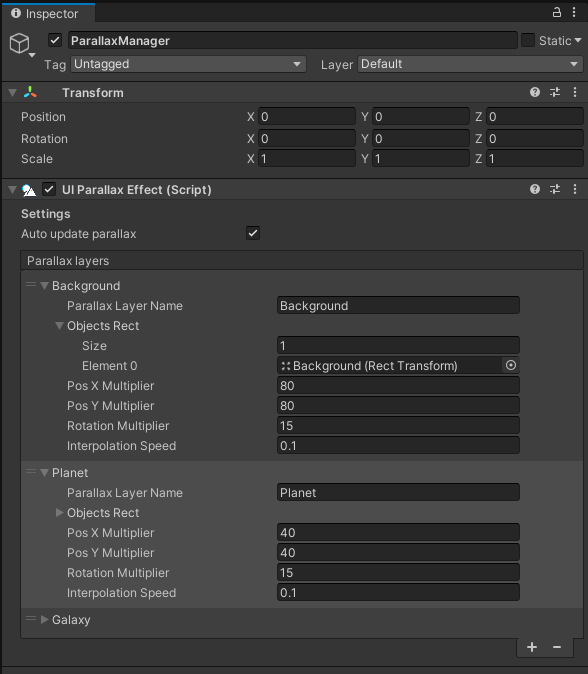 Inspector
ParallaxManager
Static
Tag Untagged Layer Default
Transform
Position X 0 Y 0 Z 0
Rotation X 0 Y 0 Z 0
Scale X 1 Y 1 Z 1
UI Parallax Effect (Script)
Settings
Auto update parallax
Parallax layers
Background
Parallax Layer Name Background
Objects Rect
Size 1
Element 0 Background (Rect Transform)
Pos X Multiplier 80
Pos Y Multiplier 80
Rotation Multiplier 15
Interpolation Speed 0.1
Planet
Parallax Layer Name Planet
Objects Rect
Pos X Multiplier 40
Pos Y Multiplier 40
Rotation Multiplier 15
Interpolation Speed 0.1
Galaxy